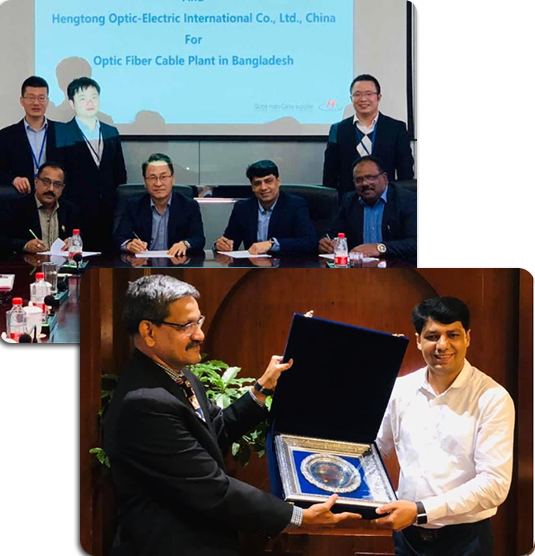 And
Hengtong Optic-Electric International Co., Ltd., China
For
Optic Fiber Cable Plant in Bangladesh